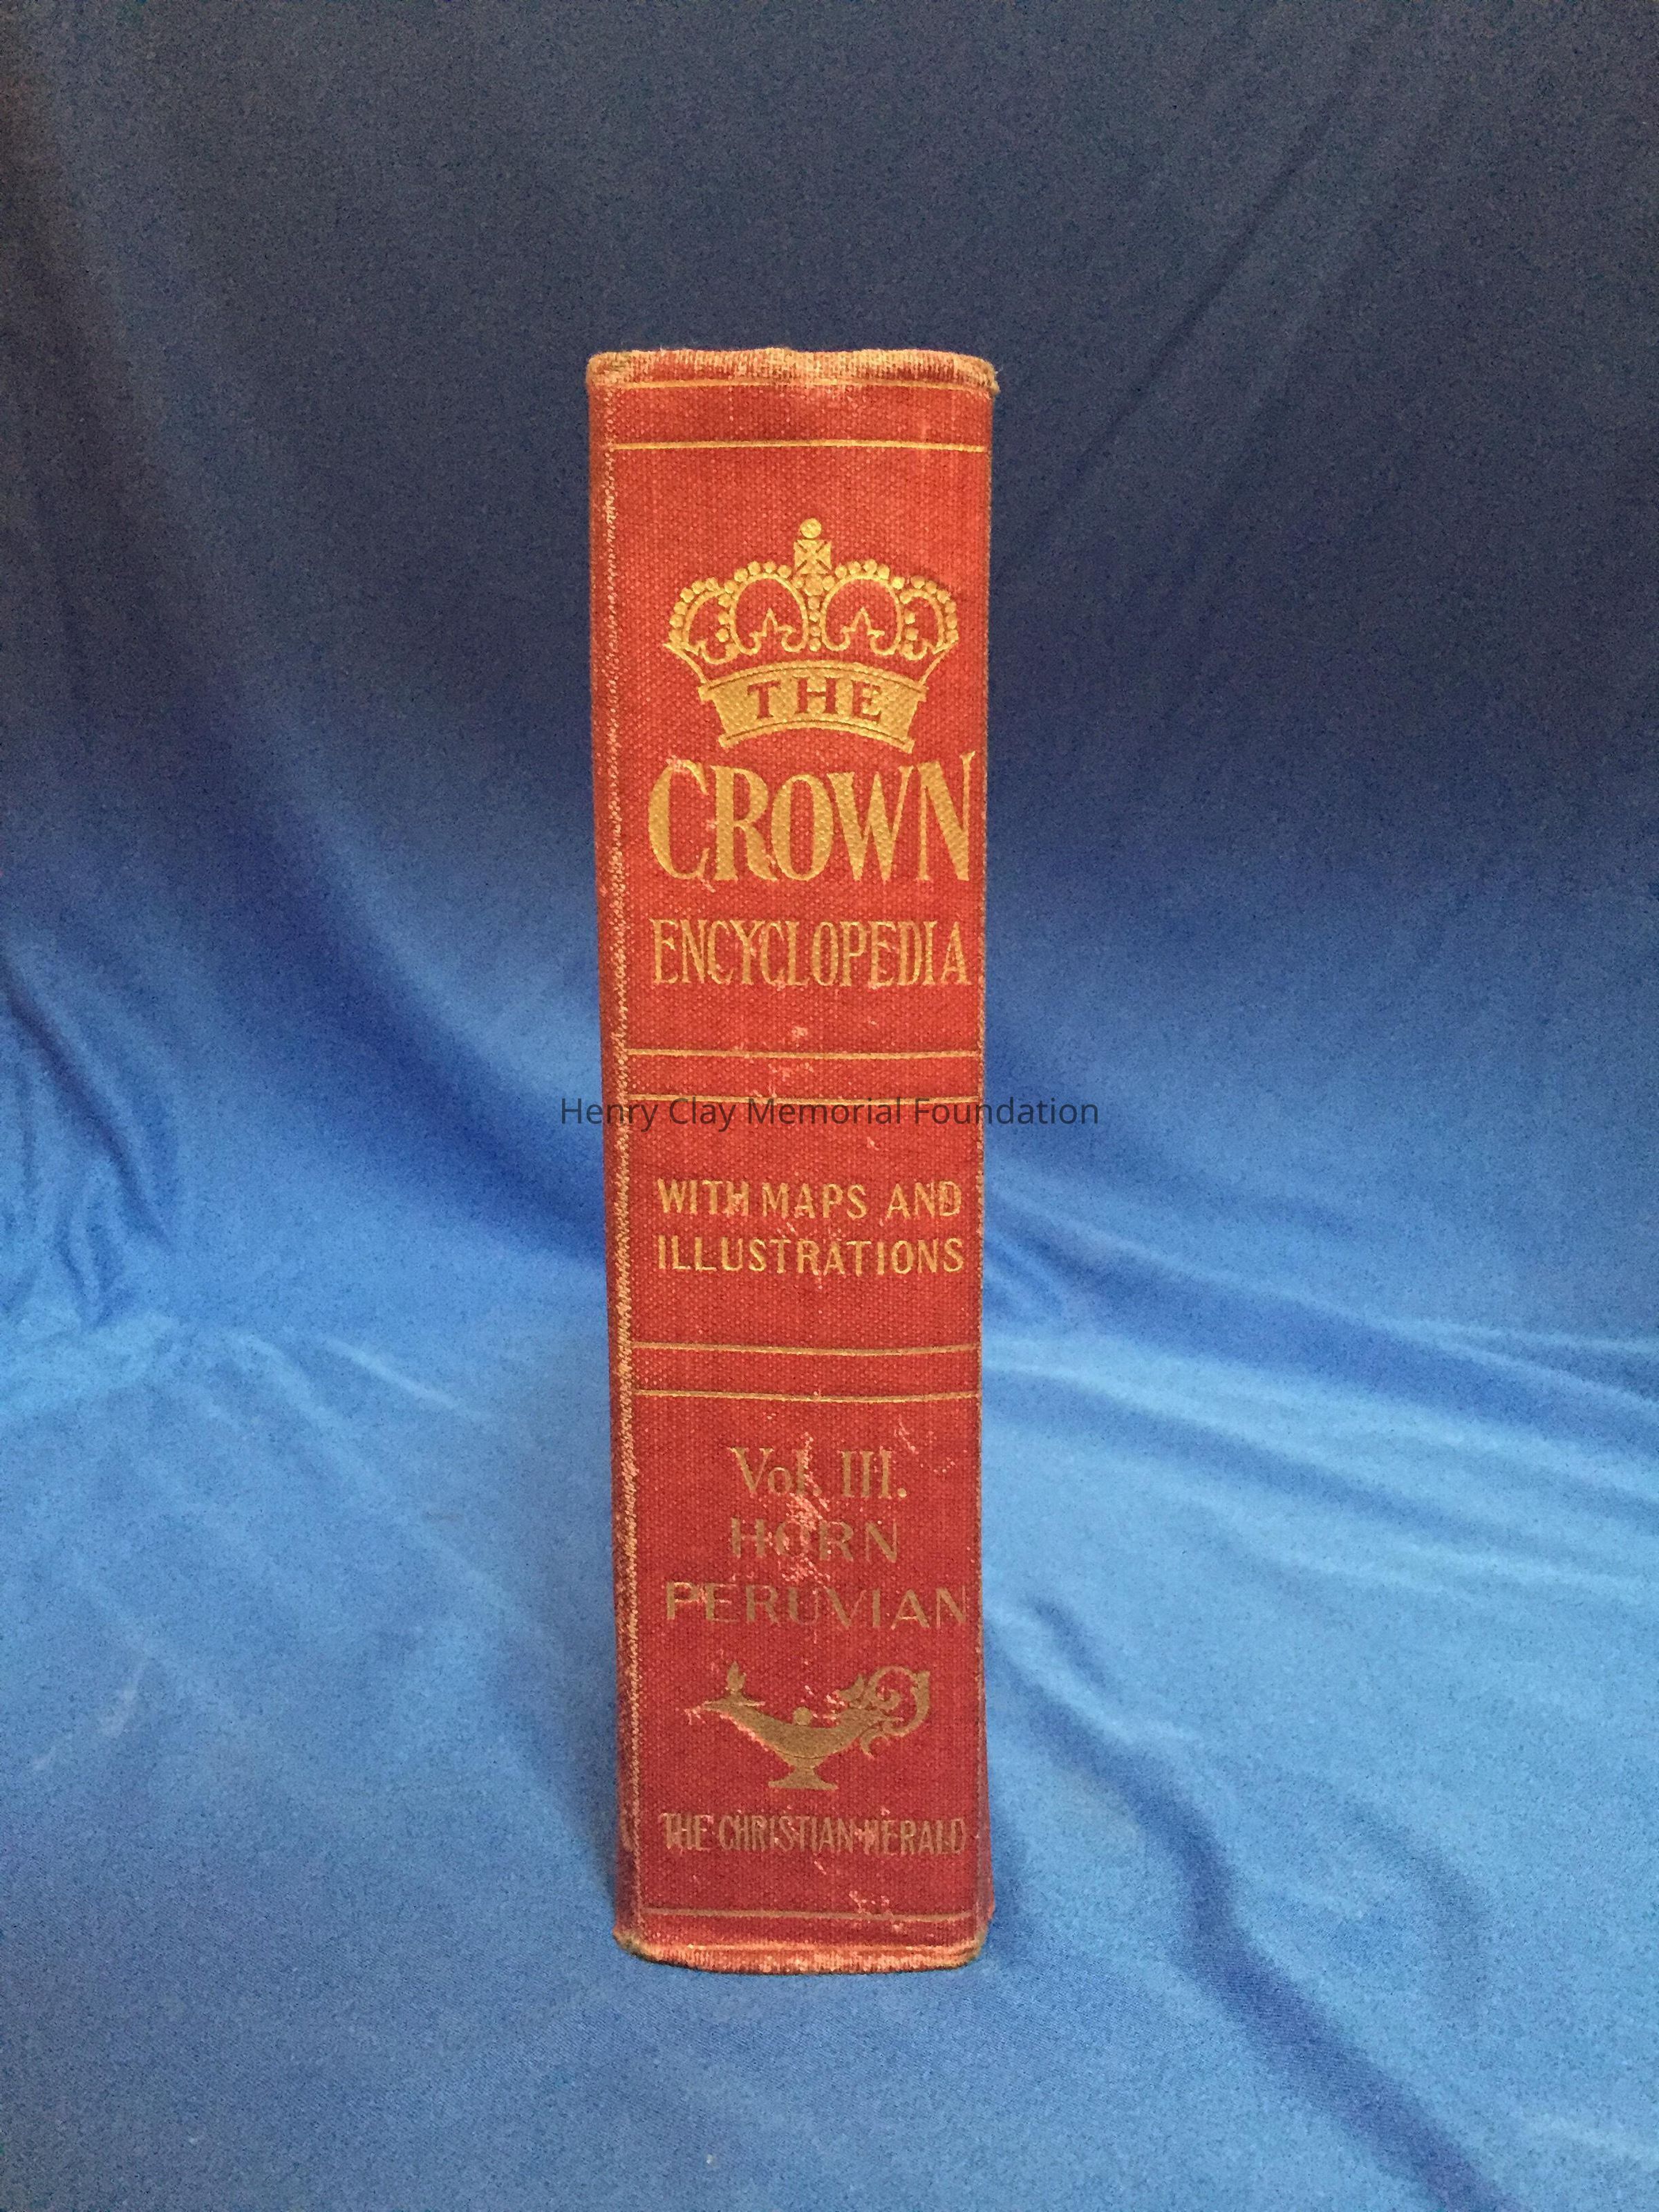 THE
CROWN
ENCYCLOPEDIA
Henry Clay Memorial Foundation
WITH MAPS AND
ILLUSTRATIONS
Vol. III.
HORN
PERUVIAN
THE CHRISTIAN HERALD